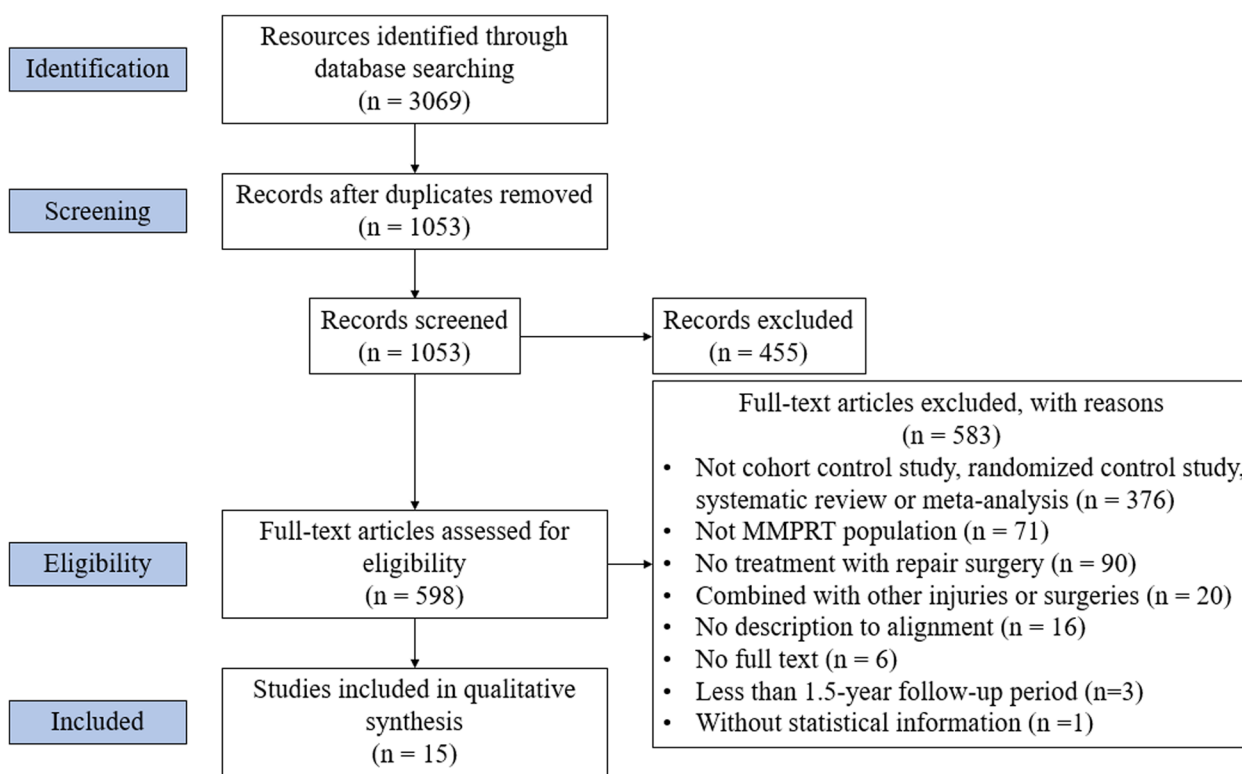 Identification
Resources identified through
database searching
(n = 3069)
Screening
Records after duplicates removed
(n = 1053)
Records screened
(n = 1053)
Records excluded
(n = 455)
Eligibility
Full-text articles assessed for
eligibility
(n = 598)
Full-text articles excluded, with reasons
(n = 583)
• Not cohort control study, randomized control study,
systematic review or meta-analysis (n = 376)
• Not MMPRT population (n = 71)
• No treatment with repair surgery (n = 90)
• Combined with other injuries or surgeries (n = 20)
• No description to alignment (n = 16)
• No full text (n = 6)
• Less than 1.5-year follow-up period (n=3)
• Without statistical information (n =1)
Included
Studies included in qualitative
synthesis
(n = 15)